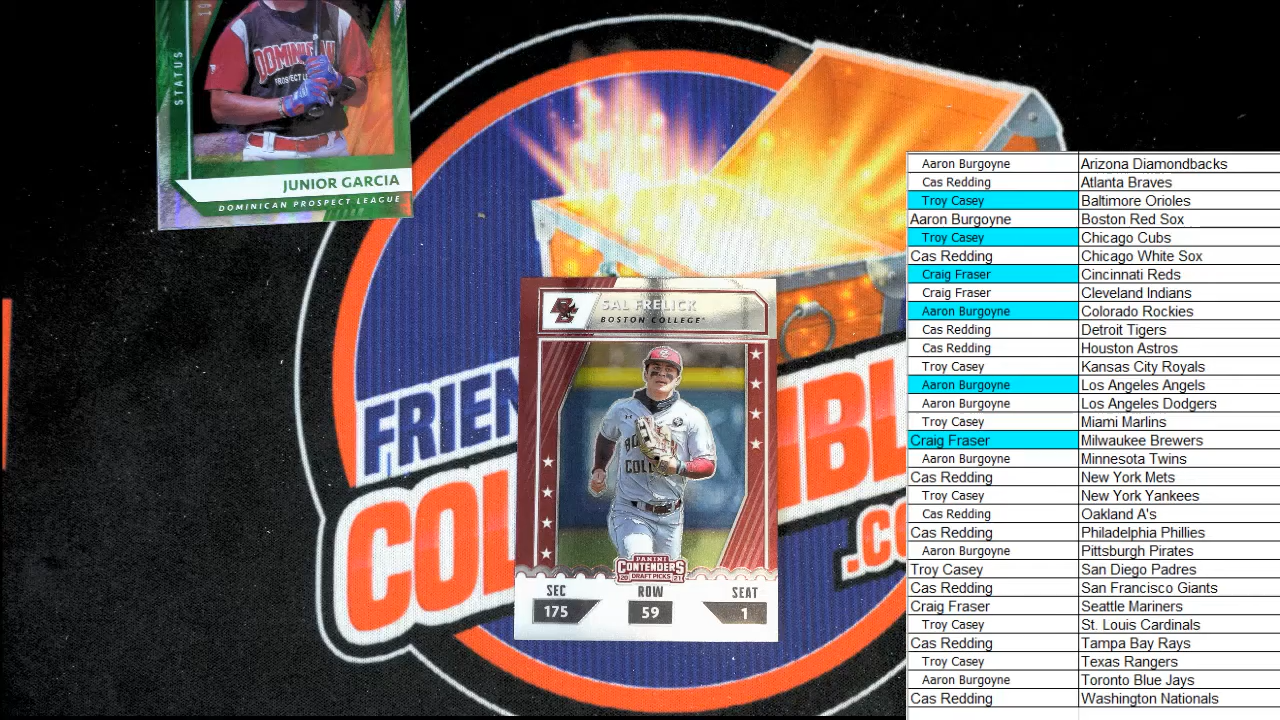 STATUS
DOMINICAN
PROSPECT LEAGUE
JUNIOR GARCIA
DOMINICAN PROSPECT LEAGUE
SAL FRELICK
BOSTON COLLEGE
PANINI
CONTENDERS
20 DRAFT PICKS 21
SEC ROW SEAT
175 59 1
FRIEN
COL IBL
.CO
Aaron Burgoyne Arizona Diamondbacks
Cas Redding Atlanta Braves
Troy Casey Baltimore Orioles
Aaron Burgoyne Boston Red Sox
Troy Casey Chicago Cubs
Cas Redding Chicago White Sox
Craig Fraser Cincinnati Reds
Craig Fraser Cleveland Indians
Aaron Burgoyne Colorado Rockies
Cas Redding Detroit Tigers
Cas Redding Houston Astros
Troy Casey Kansas City Royals
Aaron Burgoyne Los Angeles Angels
Aaron Burgoyne Los Angeles Dodgers
Troy Casey Miami Marlins
Craig Fraser Milwaukee Brewers
Aaron Burgoyne Minnesota Twins
Cas Redding New York Mets
Troy Casey New York Yankees
Cas Redding Oakland A's
Cas Redding Philadelphia Phillies
Aaron Burgoyne Pittsburgh Pirates
Troy Casey San Diego Padres
Cas Redding San Francisco Giants
Craig Fraser Seattle Mariners
Troy Casey St. Louis Cardinals
Cas Redding Tampa Bay Rays
Troy Casey Texas Rangers
Aaron Burgoyne Toronto Blue Jays
Cas Redding Washington Nationals